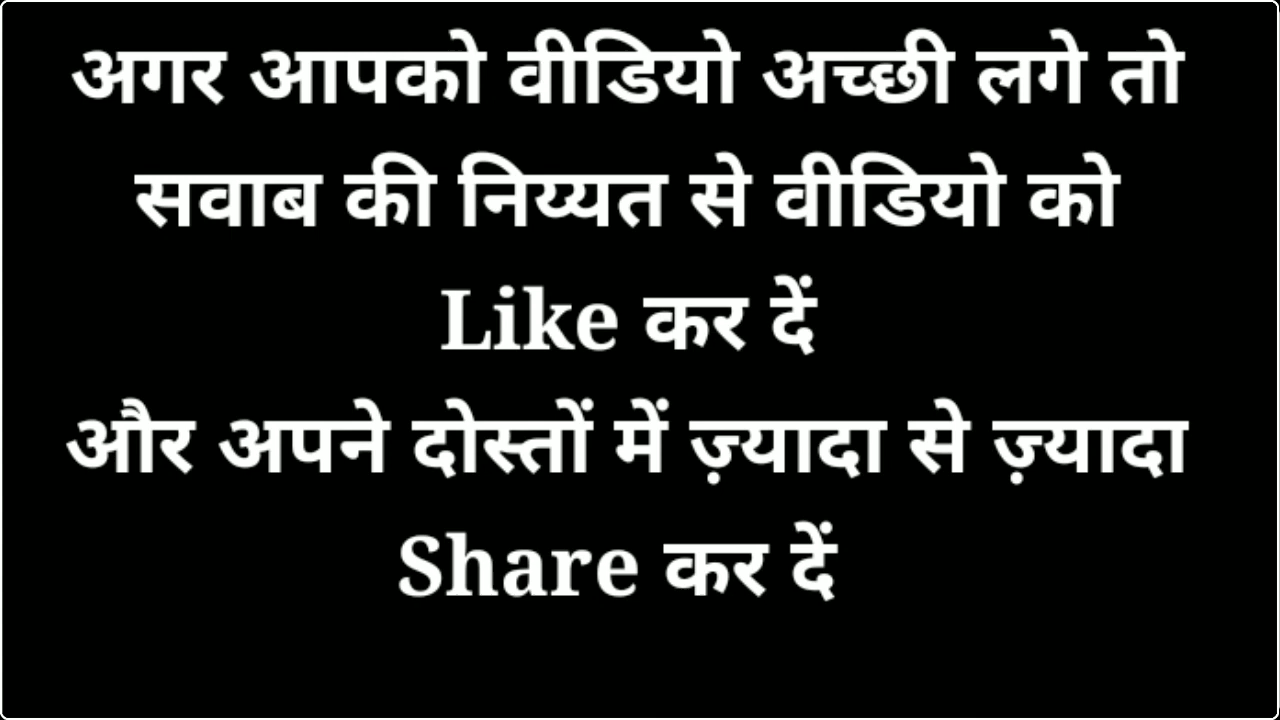 अगर आपको वीडियो अच्छी लगे तो
सवाब की निय्यत से वीडियो को
Like कर दें
और अपने दोस्तों में ज़्यादा से ज़्यादा
Share कर दें